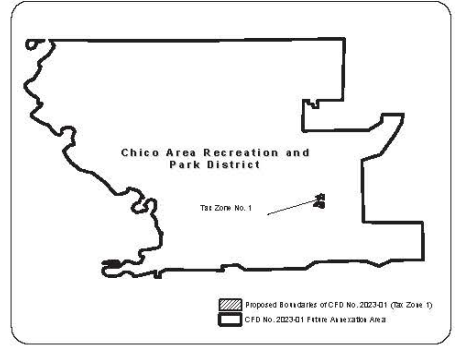 Chico Area Recreation and
Park District
Tax Zone No. 1
Proposed Boundaries of CFD No. 2023-01 (Tax Zone 1)
CFD No. 2023-01 Future Annexation Area